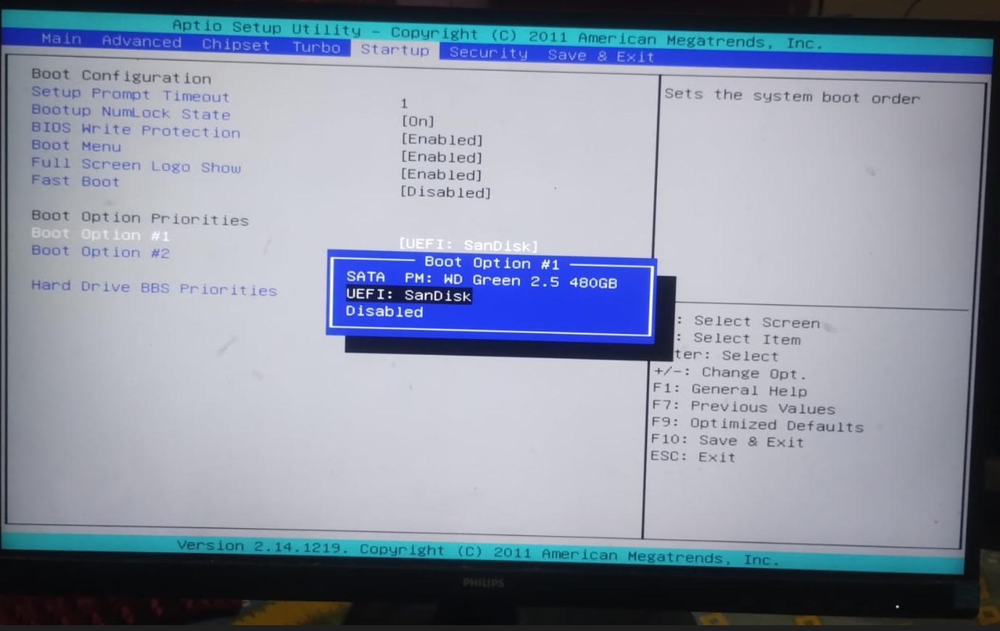 Aptio Setup Utility - Copyright (C) 2011 American Megatrends, Inc.
Main Advanced Chipset Turbo Startup Security Save & Exit
Boot Configuration
Setup Prompt Timeout 1
Bootup NumLock State [On]
BIOS Write Protection [Enabled]
Boot Menu [Enabled]
Full Screen Logo Show [Enabled]
Fast Boot [Disabled]
Boot Option Priorities
Boot Option #1 [UEFI: SanDisk]
Boot Option #2
Hard Drive BBS Priorities
Boot Option #1
SATA PM: WD Green 2.5 480GB
UEFI: SanDisk
Disabled
Sets the system boot order
: Select Screen
: Select Item
ter: Select
+/-: Change Opt.
F1: General Help
F7: Previous Values
F9: Optimized Defaults
F10: Save & Exit
ESC: Exit
Version 2.14.1219. Copyright (C) 2011 American Megatrends, Inc.
PHILIPS